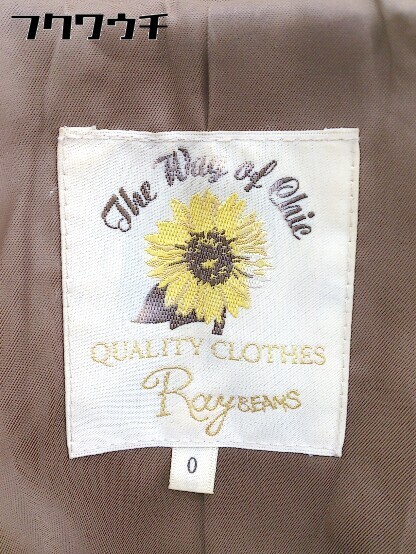 フクワウチ
The Way of Chic
QUALITY CLOTHES
Ray BEAMS
0